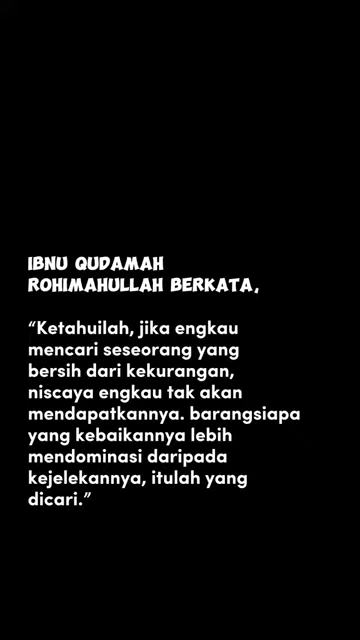 IBNU QUDAMAH
ROHIMAHULLAH BERKATA,
“Ketahuilah, jika engkau
mencari seseorang yang
bersih dari kekurangan,
niscaya engkau tak akan
mendapatkannya. barangsiapa
yang kebaikannya lebih
mendominasi daripada
kejelekannya, itulah yang
dicari.”